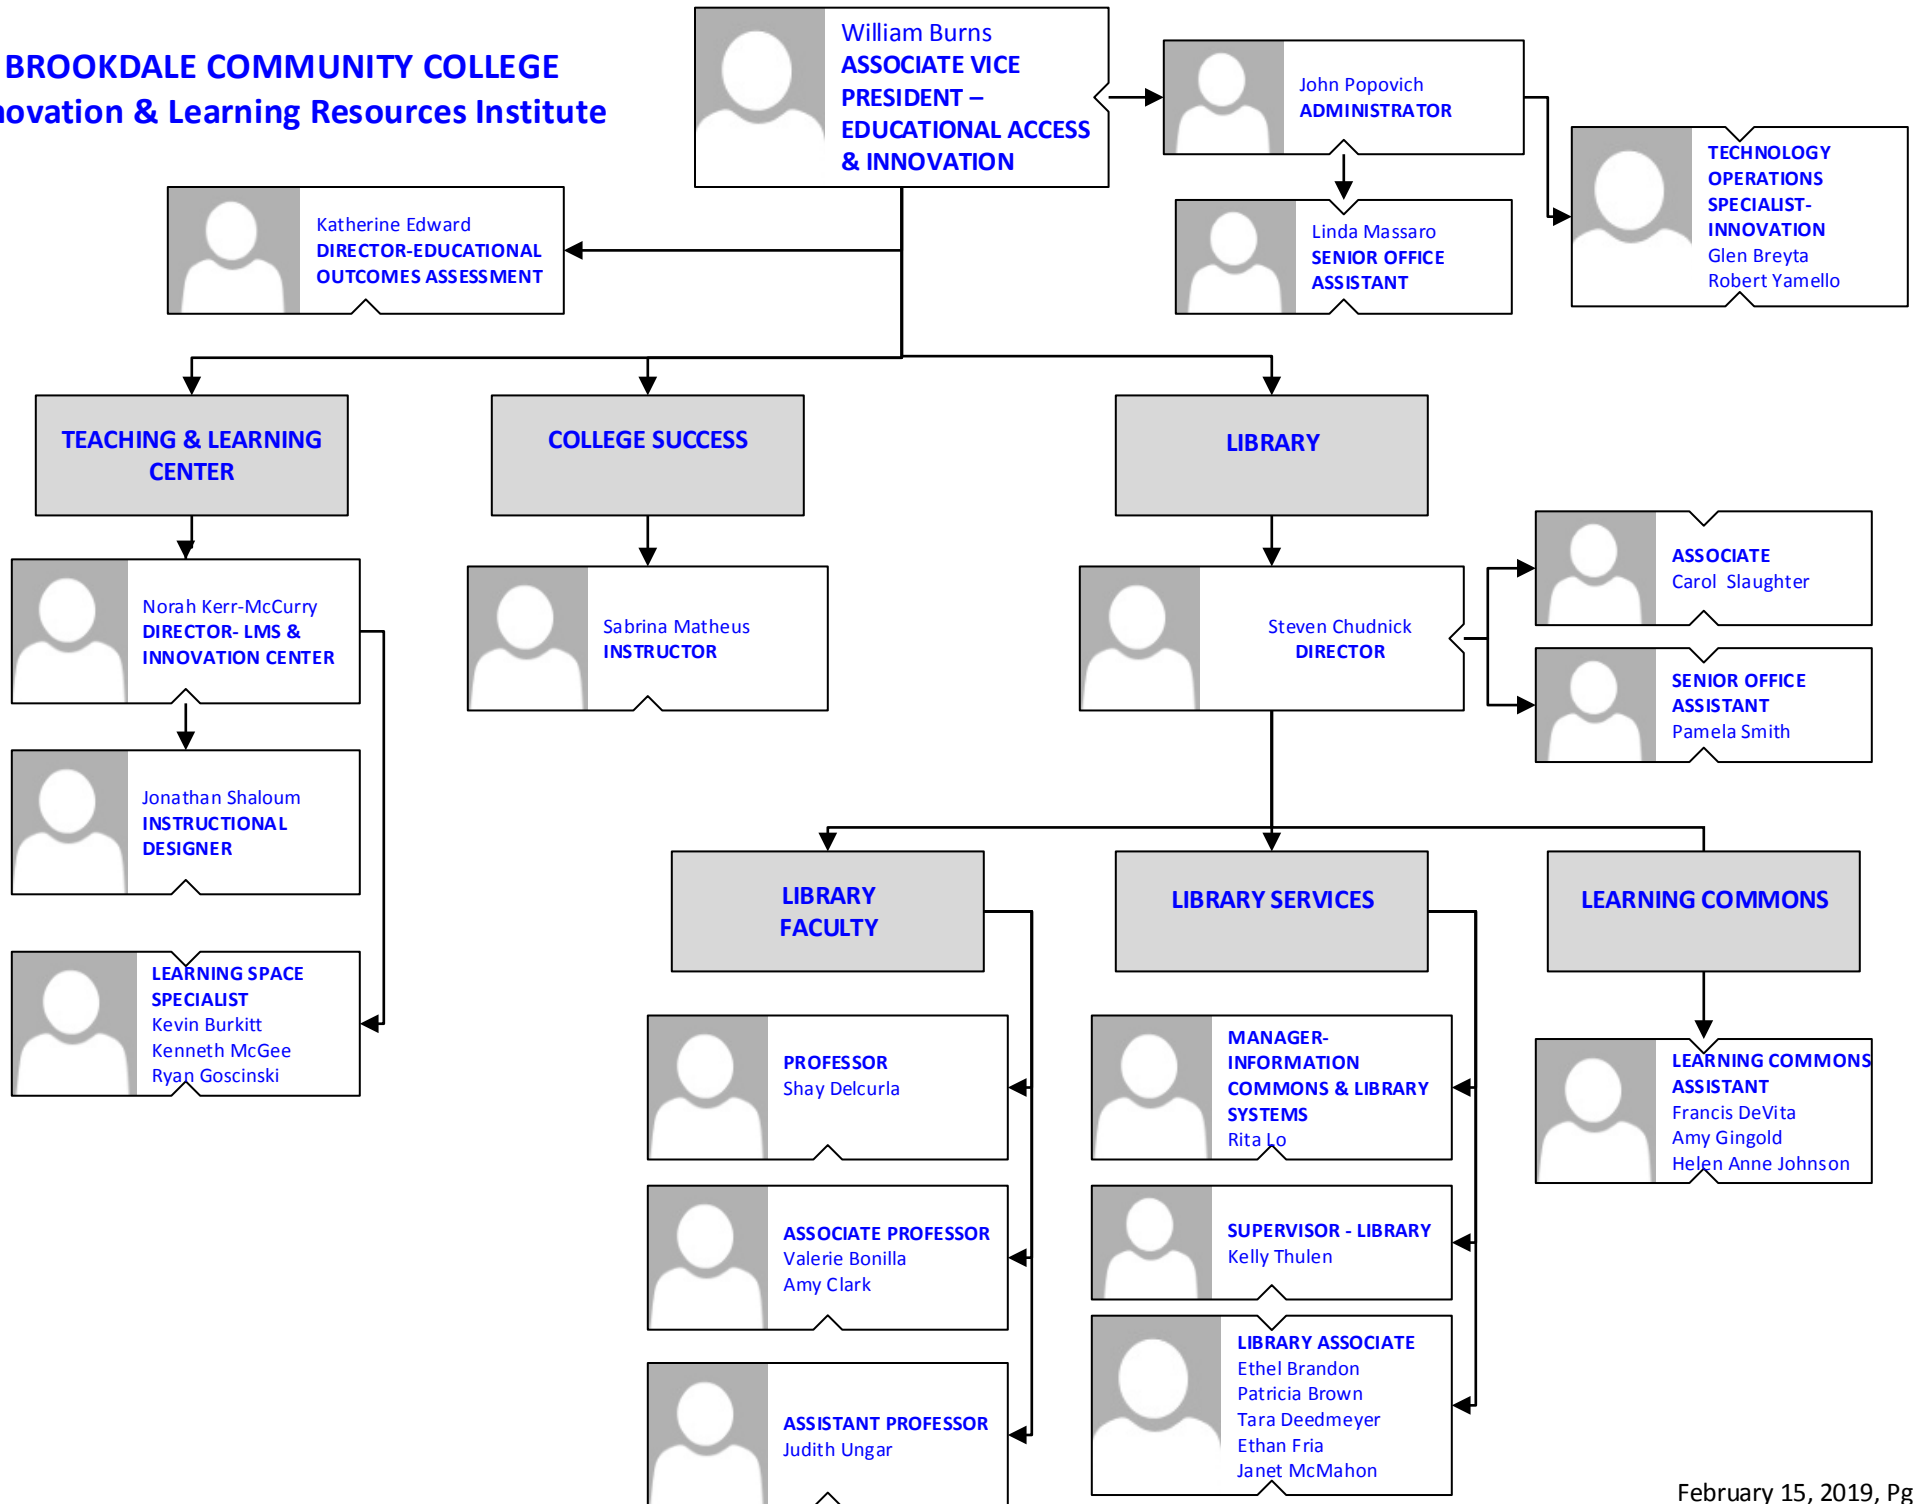 BROOKDALE COMMUNITY COLLEGE
& Learning Resources Institute
William Burns
ASSOCIATE VICE
PRESIDENT –
EDUCATIONAL ACCESS
& INNOVATION
John Popovich
ADMINISTRATOR
TECHNOLOGY
OPERATIONS
SPECIALIST-
INNOVATION
Glen Breyta
Robert Yamello
Linda Massaro
SENIOR OFFICE
ASSISTANT
Katherine Edward
DIRECTOR-EDUCATIONAL
OUTCOMES ASSESSMENT
TEACHING & LEARNING
CENTER
COLLEGE SUCCESS
LIBRARY
Norah Kerr-McCurry
DIRECTOR- LMS &
INNOVATION CENTER
Sabrina Matheus
INSTRUCTOR
Steven Chudnick
DIRECTOR
ASSOCIATE
Carol  Slaughter
SENIOR OFFICE
ASSISTANT
Pamela Smith
Jonathan Shaloum
INSTRUCTIONAL
DESIGNER
LEARNING SPACE
SPECIALIST
Kevin Burkitt
Kenneth McGee
Ryan Goscinski
LIBRARY
FACULTY
LIBRARY SERVICES
LEARNING COMMONS
PROFESSOR
Shay Delcurla
ASSOCIATE PROFESSOR
Valerie Bonilla
Amy Clark
ASSISTANT PROFESSOR
Judith Ungar
MANAGER-
INFORMATION
COMMONS & LIBRARY
SYSTEMS
Rita Lo
SUPERVISOR - LIBRARY
Kelly Thulen
LIBRARY ASSOCIATE
Ethel Brandon
Patricia Brown
Tara Deedmeyer
Ethan Fria
Janet McMahon
LEARNING COMMONS
ASSISTANT
Francis DeVita
Amy Gingold
Helen Anne Johnson
February 15, 2019, Pg